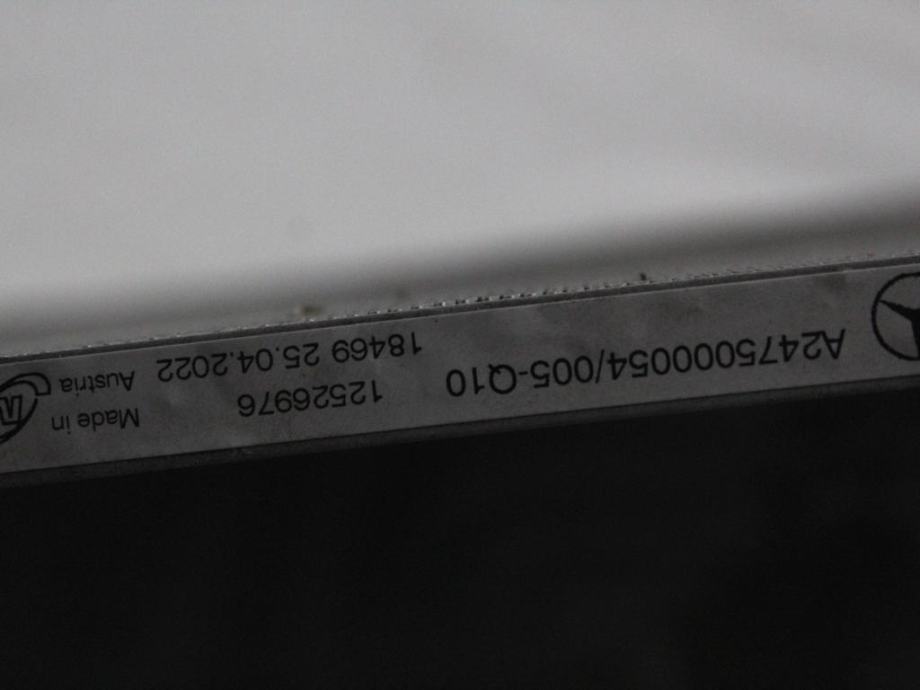 A2475000054/005-Q10
12526976
18469 25.04.2022
Made in
Austria